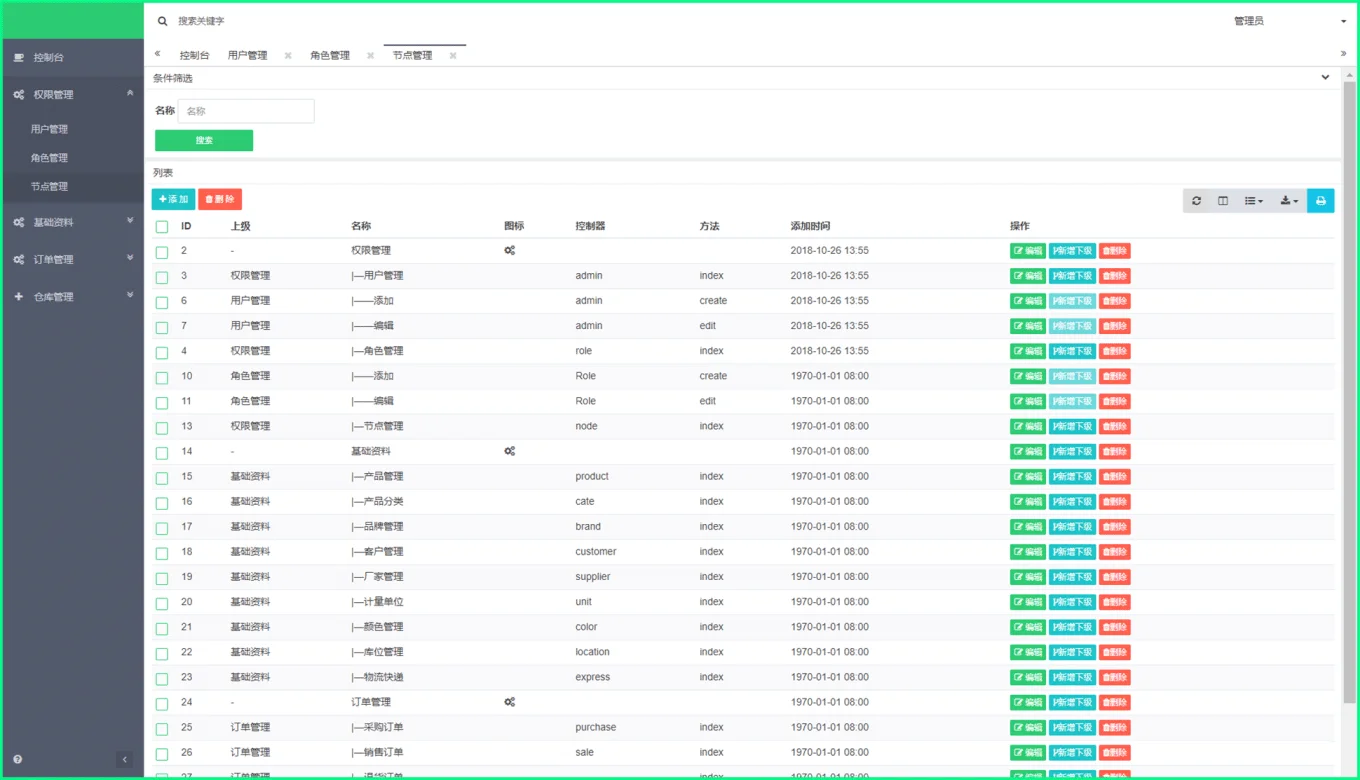 搜索关键字 管理员
控制台
权限管理
用户管理
角色管理
节点管理
基础资料
订单管理
仓库管理
控制台 用户管理 角色管理 节点管理
条件筛选
名称 名称
搜索
列表
添加 删除
ID 上级 名称 图标 控制器 方法 添加时间 操作
2 - 权限管理 2018-10-26 13:55 编辑 新增下级 删除
3 权限管理 |—用户管理 admin index 2018-10-26 13:55 编辑 新增下级 删除
6 用户管理 |——添加 admin create 2018-10-26 13:55 编辑 新增下级 删除
7 用户管理 |——编辑 admin edit 2018-10-26 13:55 编辑 新增下级 删除
4 权限管理 |—角色管理 role index 2018-10-26 13:55 编辑 新增下级 删除
10 角色管理 |——添加 Role create 1970-01-01 08:00 编辑 新增下级 删除
11 角色管理 |——编辑 Role edit 1970-01-01 08:00 编辑 新增下级 删除
13 权限管理 |—节点管理 node index 1970-01-01 08:00 编辑 新增下级 删除
14 - 基础资料 1970-01-01 08:00 编辑 新增下级 删除
15 基础资料 |—产品管理 product index 1970-01-01 08:00 编辑 新增下级 删除
16 基础资料 |—产品分类 cate index 1970-01-01 08:00 编辑 新增下级 删除
17 基础资料 |—品牌管理 brand index 1970-01-01 08:00 编辑 新增下级 删除
18 基础资料 |—客户管理 customer index 1970-01-01 08:00 编辑 新增下级 删除
19 基础资料 |—厂家管理 supplier index 1970-01-01 08:00 编辑 新增下级 删除
20 基础资料 |—计量单位 unit index 1970-01-01 08:00 编辑 新增下级 删除
21 基础资料 |—颜色管理 color index 1970-01-01 08:00 编辑 新增下级 删除
22 基础资料 |—库位管理 location index 1970-01-01 08:00 编辑 新增下级 删除
23 基础资料 |—物流快递 express index 1970-01-01 08:00 编辑 新增下级 删除
24 - 订单管理 1970-01-01 08:00 编辑 新增下级 删除
25 订单管理 |—采购订单 purchase index 1970-01-01 08:00 编辑 新增下级 删除
26 订单管理 |—销售订单 sale index 1970-01-01 08:00 编辑 新增下级 删除